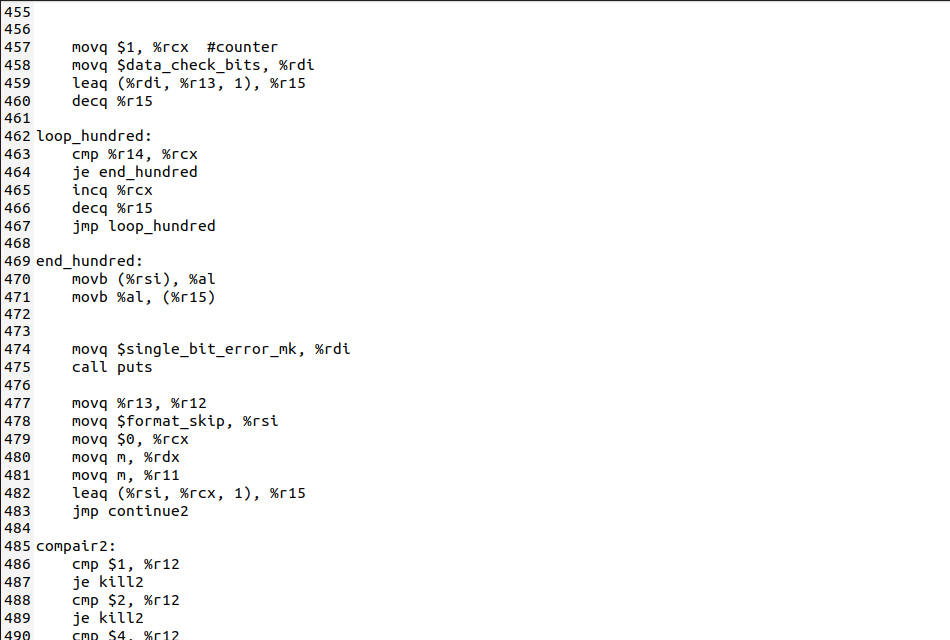 455
456
457 movq $1, %rcx #counter
458 movq $data_check_bits, %rdi
459 leaq (%rdi, %r13, 1), %r15
460 decq %r15
461
462 loop_hundred:
463 cmp %r14, %rcx
464 je end_hundred
465 incq %rcx
466 decq %r15
467 jmp loop_hundred
468
469 end_hundred:
470 movb (%rsi), %al
471 movb %al, (%r15)
472
473
474 movq $single_bit_error_mk, %rdi
475 call puts
476
477 movq %r13, %r12
478 movq $format_skip, %rsi
479 movq $0, %rcx
480 movq m, %rdx
481 movq m, %r11
482 leaq (%rsi, %rcx, 1), %r15
483 jmp continue2
484
485 compair2:
486 cmp $1, %r12
487 je kill2
488 cmp $2, %r12
489 je kill2
490 cmp $4, %r12